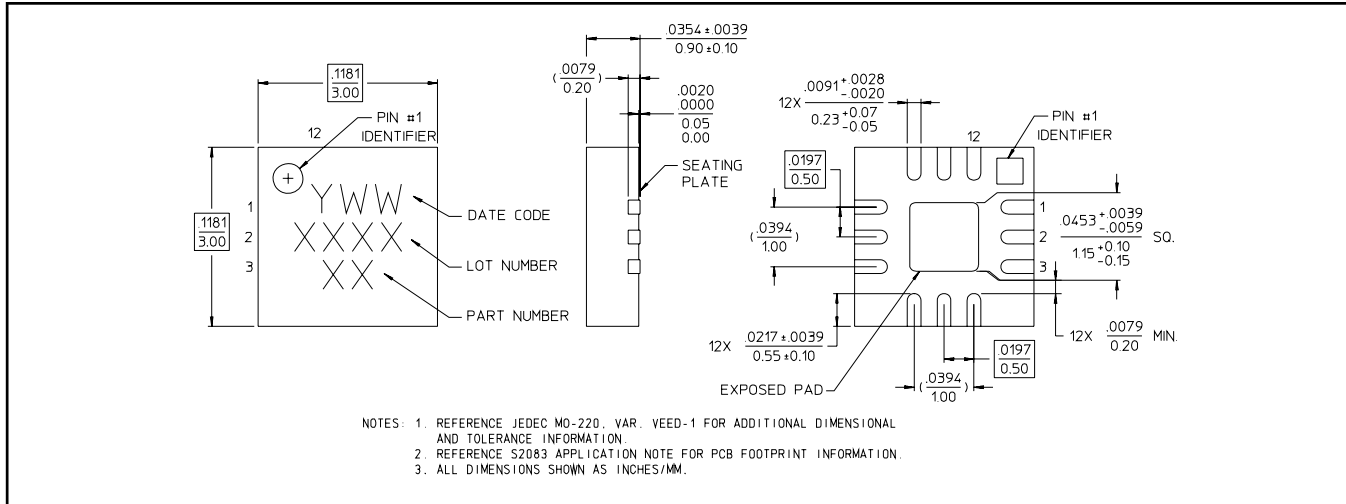 .0354 ±.0039
0.90 ±0.10
.1181
3.00
(.0079
0.20)
.0020
.0000
0.05
0.00
12X .0091 +.0028
-.0020
0.23 +0.07
-0.05
PIN #1
IDENTIFIER
12
12
PIN #1
IDENTIFIER
.0197
0.50
SEATING
PLATE
YWW
DATE CODE
.1181
3.00
1
2
3
XXXX
LOT NUMBER
XX
PART NUMBER
(.0394
1.00)
1
2
3
.0453 +.0039
-.0059 SQ.
1.15 +0.10
-0.15
12X .0217 ±.0039
0.55 ±0.10
12X .0079 MIN.
0.20
.0197
0.50
EXPOSED PAD
(.0394)
1.00
NOTES: 1. REFERENCE JEDEC MO-220, VAR. VEED-1 FOR ADDITIONAL DIMENSIONAL
AND TOLERANCE INFORMATION.
2. REFERENCE S2083 APPLICATION NOTE FOR PCB FOOTPRINT INFORMATION.
3. ALL DIMENSIONS SHOWN AS INCHES/MM.